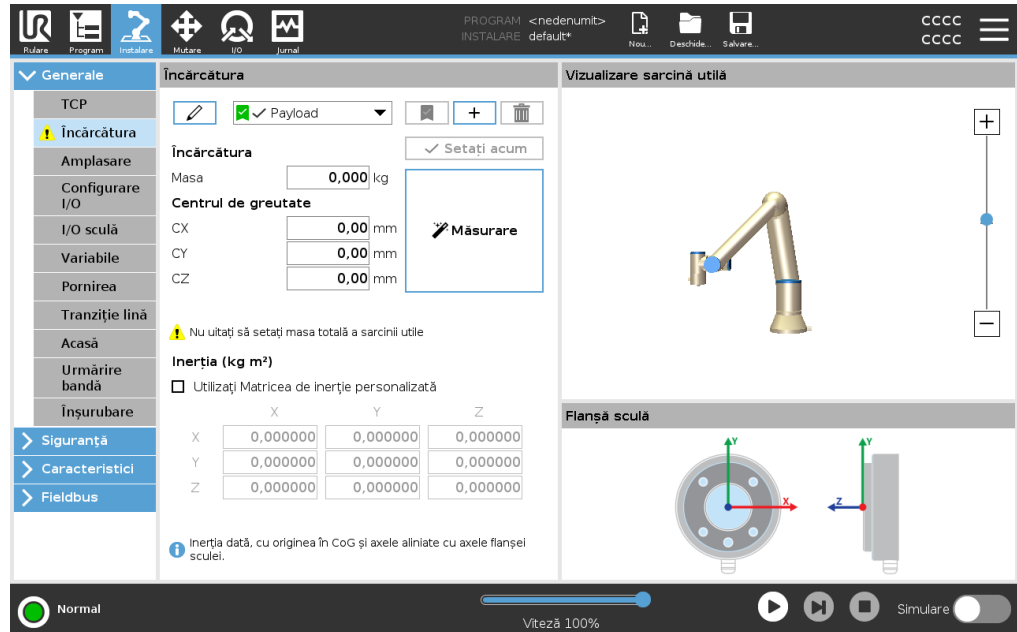 UR
Rulare
Program
Instalare
Mutare
I/O
Jurnal
PROGRAM <nedenumit>
INSTALARE default*
Nou...
Deschide...
Salvare...
cccc
cccc
Generale
TCP
Încărcătura
Amplasare
Configurare
I/O
I/O sculă
Variabile
Pornirea
Tranziție lină
Acasă
Urmărire
bandă
Înșurubare
Siguranță
Caracteristici
Fieldbus
Încărcătura
Payload
+
Setați acum
Încărcătura
Masa 0,000 kg
Centrul de greutate
CX 0,00 mm
CY 0,00 mm
CZ 0,00 mm
Măsurare
Nu uitați să setați masa totală a sarcinii utile
Inerția (kg m²)
Utilizați Matricea de inerție personalizată
X Y Z
X 0,000000 0,000000 0,000000
Y 0,000000 0,000000 0,000000
Z 0,000000 0,000000 0,000000
Inerția dată, cu originea în CoG și axele aliniate cu axele flanșei
sculei.
Vizualizare sarcină utilă
Flanșă sculă
Y
X
Y
Z
Normal
Viteză 100%
Simulare